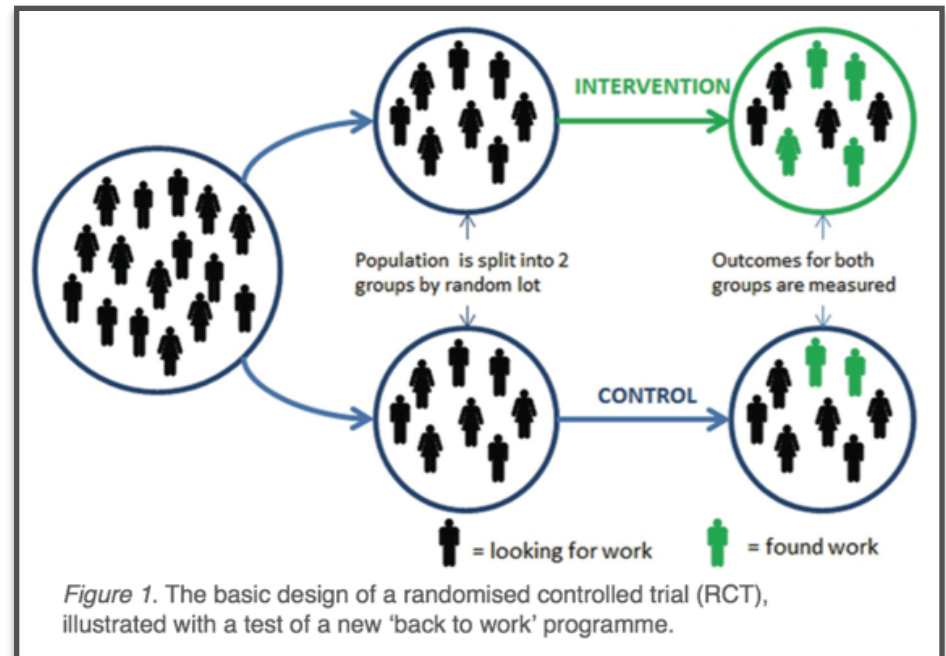 INTERVENTION
Population is split into 2
groups by random lot
Outcomes for both
groups are measured
CONTROL
= looking for work
= found work
Figure 1. The basic design of a randomised controlled trial (RCT),
illustrated with a test of a new ‘back to work’ programme.